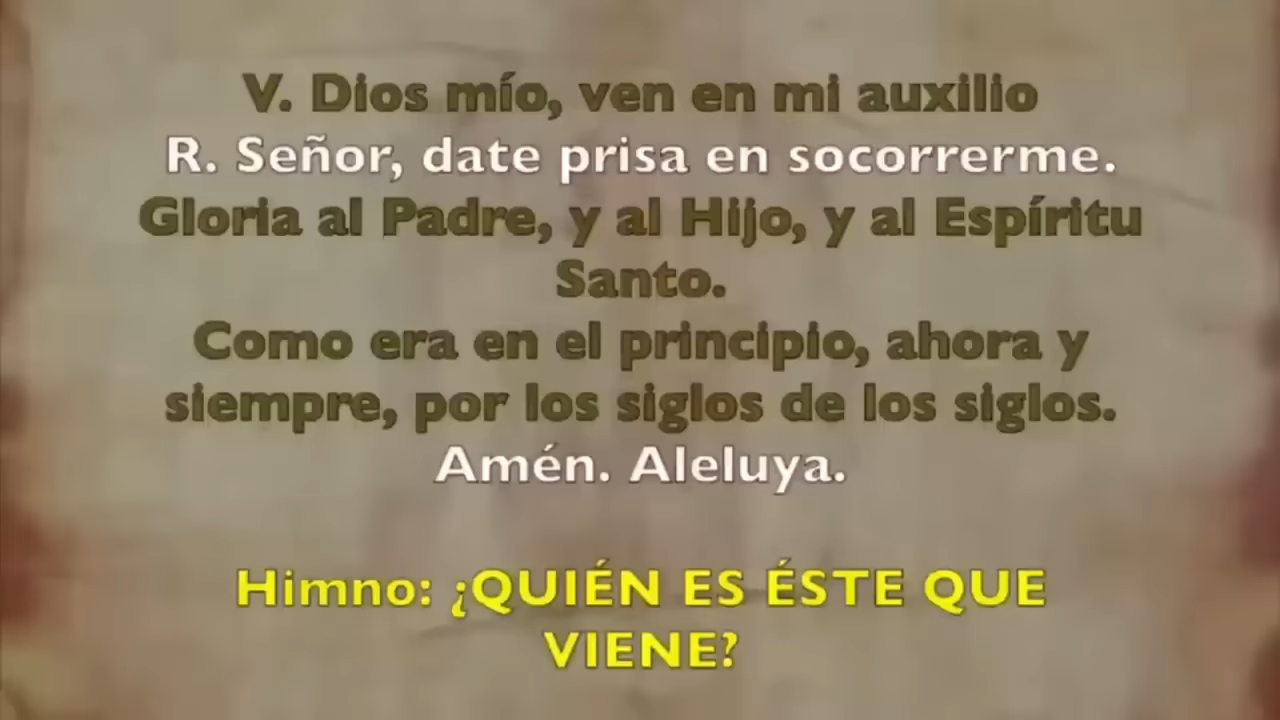 V. Dios mío, ven en mi auxilio
R. Señor, date prisa en socorrerme.
Gloria al Padre, y al Hijo, y al Espíritu
Santo.
Como era en el principio, ahora y
siempre, por los siglos de los siglos.
Amén. Aleluya.
Himno: ¿QUIÉN ES ÉSTE QUE
VIENE?